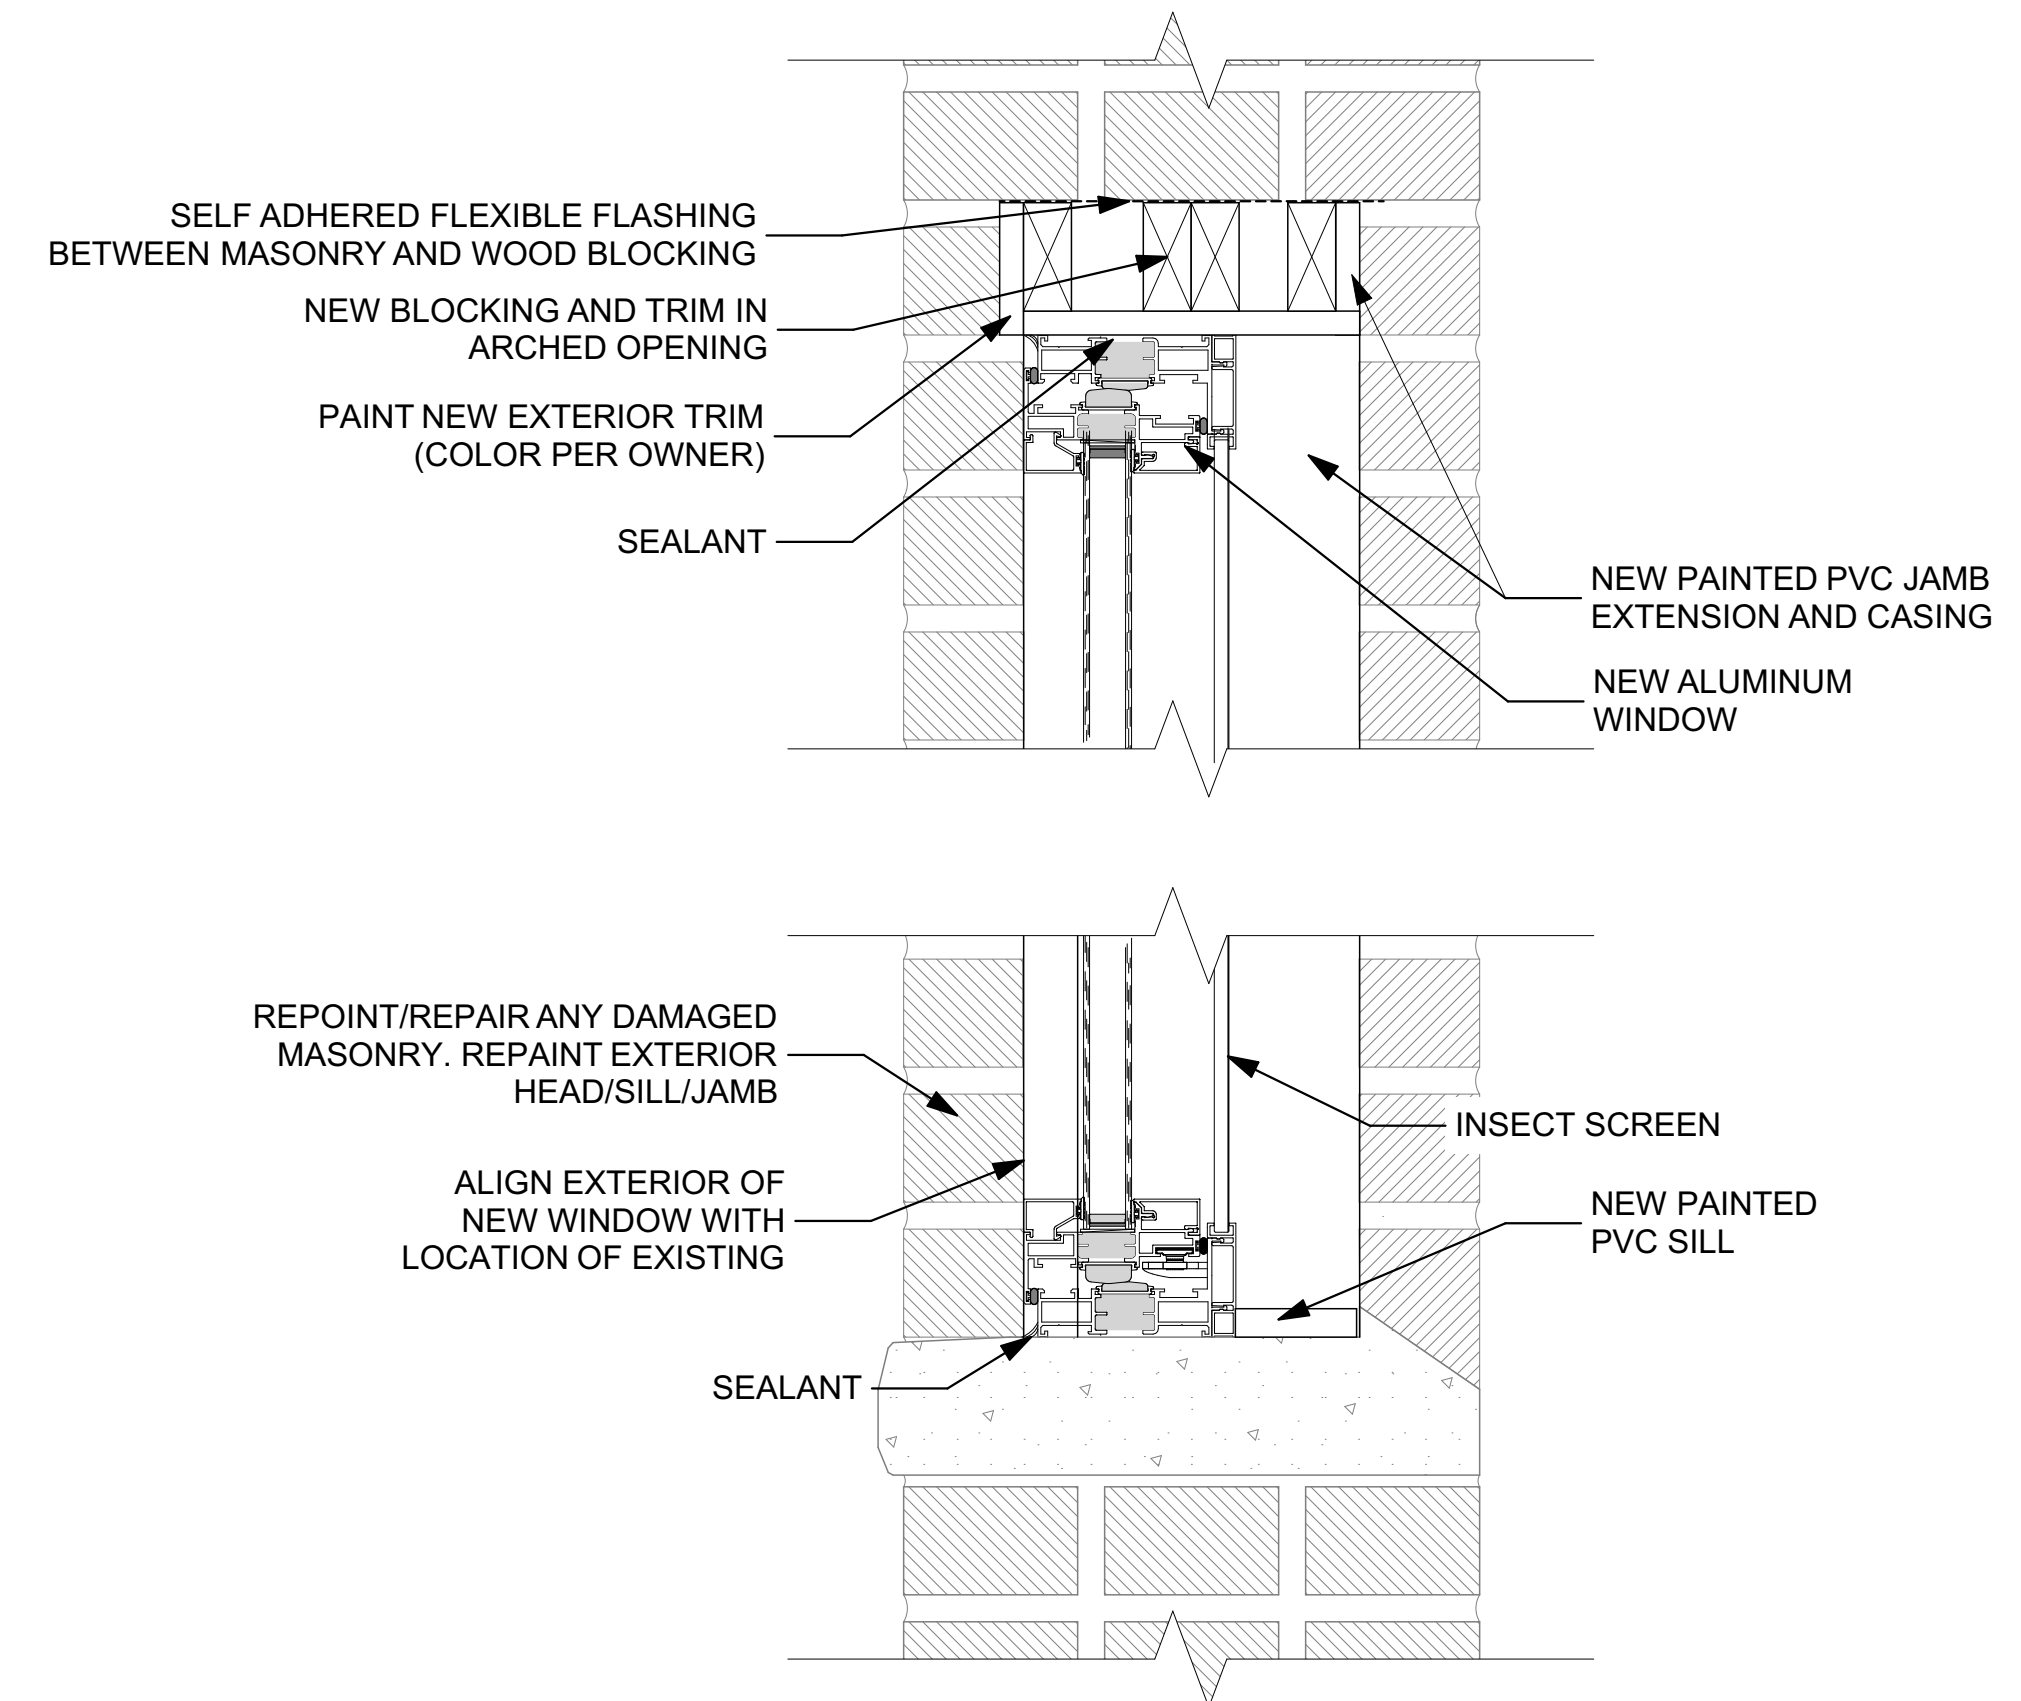 SELF ADHERED FLEXIBLE FLASHING
BETWEEN MASONRY AND WOOD BLOCKING
NEW BLOCKING AND TRIM IN
ARCHED OPENING
PAINT NEW EXTERIOR TRIM
(COLOR PER OWNER)
SEALANT
NEW PAINTED PVC JAMB
EXTENSION AND CASING
NEW ALUMINUM
WINDOW
REPOINT/REPAIR ANY DAMAGED
MASONRY. REPAINT EXTERIOR
HEAD/SILL/JAMB
ALIGN EXTERIOR OF
NEW WINDOW WITH
LOCATION OF EXISTING
SEALANT
INSECT SCREEN
NEW PAINTED
PVC SILL